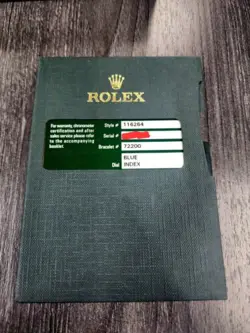 ROLEX
For warranty, chronometer
certification and after
sales service please refer
to the accompanying
booklet
Style # 116264
Serial #
Bracelet # 72200
BLUE
Dial INDEX